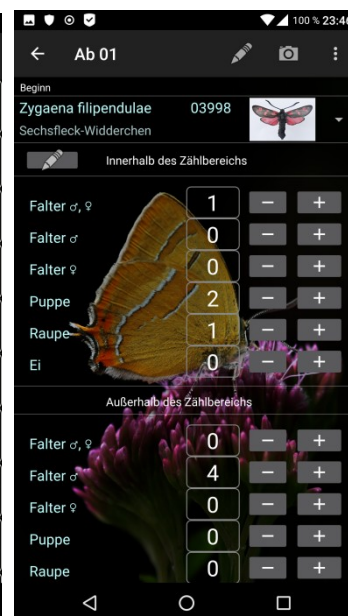 100 % 23:46
Ab 01
Beginn
Zygaena filipendulae 03998
Sechsfleck-Widderchen
Innerhalb des Zählbereichs
Falter ♂, ♀ 1 − +
Falter ♂ 0 − +
Falter ♀ 0 − +
Puppe 2 − +
Raupe 1 − +
Ei 0 − +
Außerhalb des Zählbereichs
Falter ♂, ♀ 0 − +
Falter ♂ 4 − +
Falter ♀ 0 − +
Puppe 0 − +
Raupe 0 − +